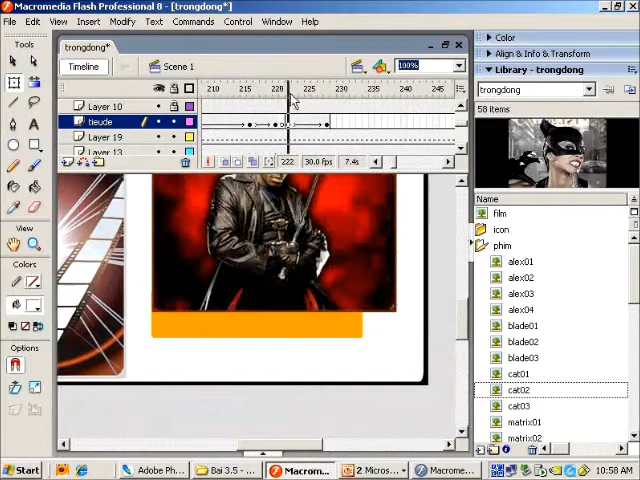 Macromedia Flash Professional 8 - [trongdong*]
File Edit View Insert Modify Text Commands Control Window Help
Tools
trongdong*
Timeline
Scene 1
100%
210 215 220 225 230 235 240 245
Layer 10
tieude
Layer 19
Layer 13
222 30.0 fps 7.4s
View
Colors
Options
Color
Align & Info & Transform
Library - trongdong
trongdong
58 items
Name
film
icon
phim
alex01
alex02
alex03
alex04
blade01
blade02
blade03
cat01
cat02
cat03
matrix01
matrix02
Start
Adobe Ph...
Bai 3.5 - ...
Macrom...
2 Micros...
Macrome...
10:58 AM